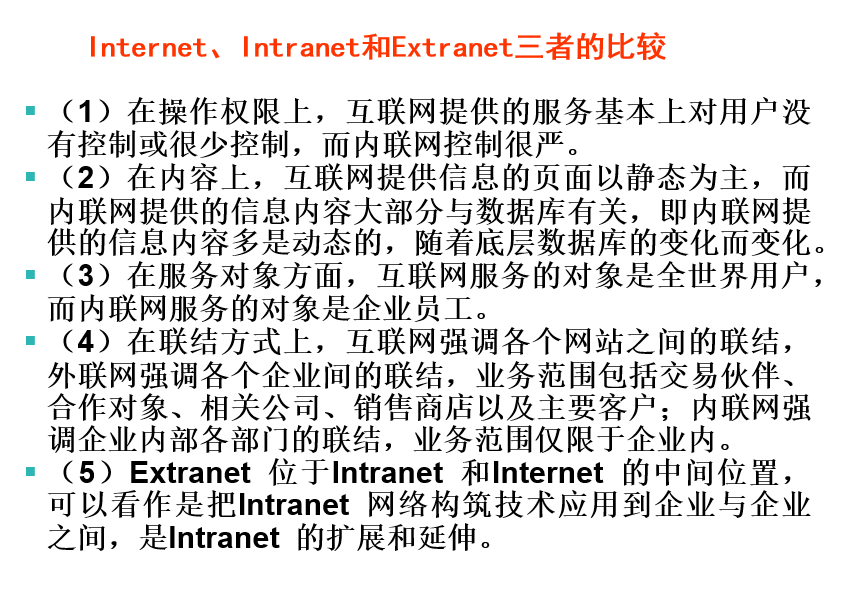 Internet、Intranet和Extranet三者的比较
（1）在操作权限上，互联网提供的服务基本上对用户没
有控制或很少控制，而内联网控制很严。
（2）在内容上，互联网提供信息的页面以静态为主，而
内联网提供的信息内容大部分与数据库有关，即内联网提
供的信息内容多是动态的，随着底层数据库的变化而变化。
（3）在服务对象方面，互联网服务的对象是全世界用户，
而内联网服务的对象是企业员工。
（4）在联结方式上，互联网强调各个网站之间的联结，
外联网强调各个企业间的联结，业务范围包括交易伙伴、
合作对象、相关公司、销售商店以及主要客户；内联网强
调企业内部各部门的联结，业务范围仅限于企业内。
（5）Extranet 位于Intranet 和Internet 的中间位置，
可以看作是把Intranet 网络构筑技术应用到企业与企业
之间，是Intranet 的扩展和延伸。